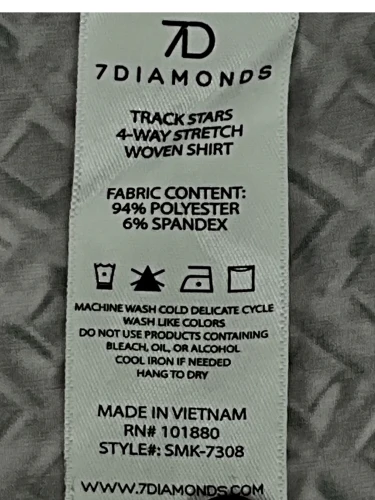 7D
7DIAMONDS
TRACK STARS
4-WAY STRETCH
WOVEN SHIRT
FABRIC CONTENT:
94% POLYESTER
6% SPANDEX
MACHINE WASH COLD DELICATE CYCLE
WASH LIKE COLORS
DO NOT USE PRODUCTS CONTAINING
BLEACH, OIL, OR ALCOHOL
COOL IRON IF NEEDED
HANG TO DRY
MADE IN VIETNAM
RN# 101880
STYLE#: SMK-7308
WWW.7DIAMONDS.COM